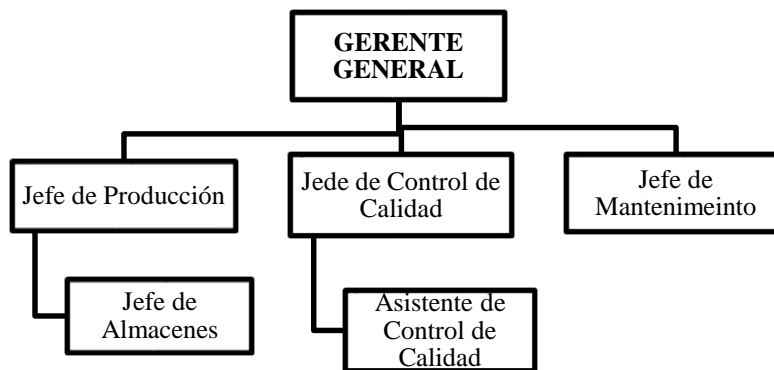 GERENTE
GENERAL
Jefe de Producción
Jede de Control de
Calidad
Jefe de
Mantenimeinto
Jefe de
Almacenes
Asistente de
Control de
Calidad